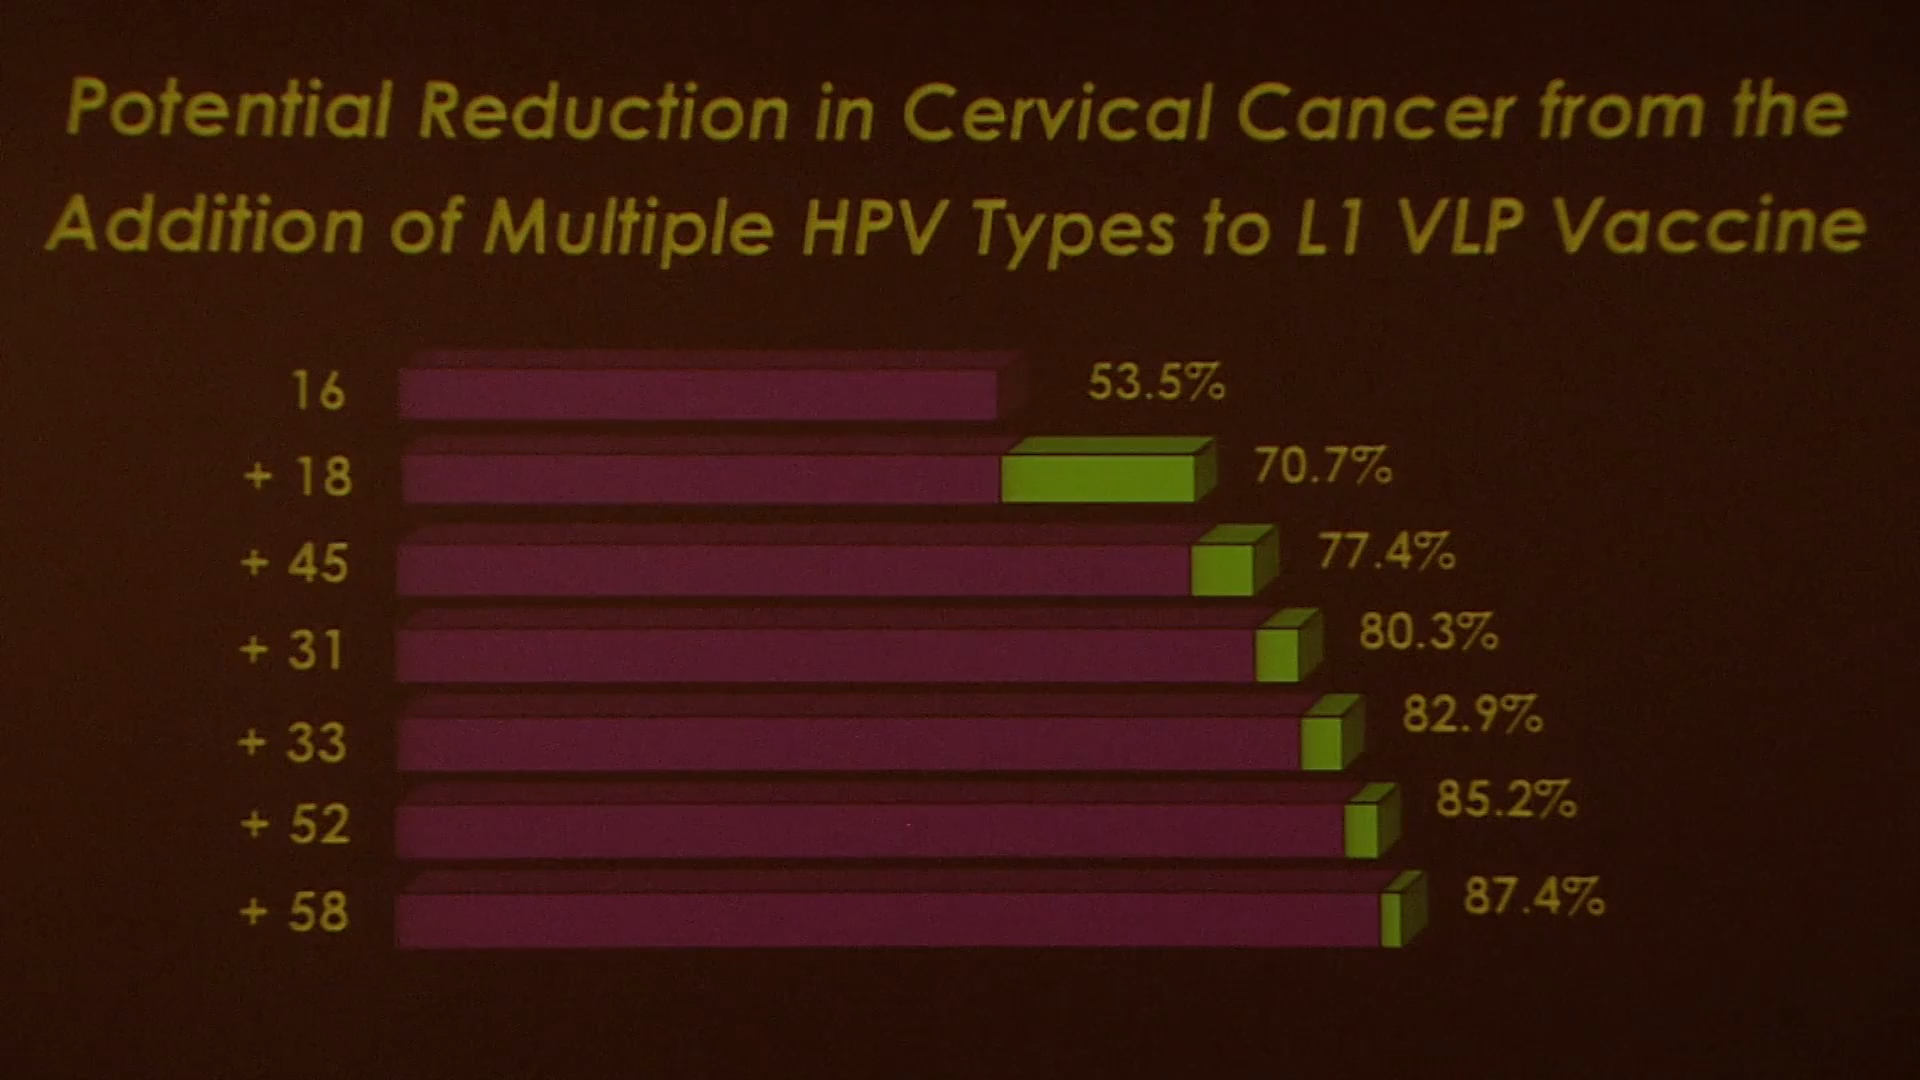 Potential Reduction in Cervical Cancer from the
Addition of Multiple HPV Types to L1 VLP Vaccine
16 53.5%
+ 18 70.7%
+ 45 77.4%
+ 31 80.3%
+ 33 82.9%
+ 52 85.2%
+ 58 87.4%